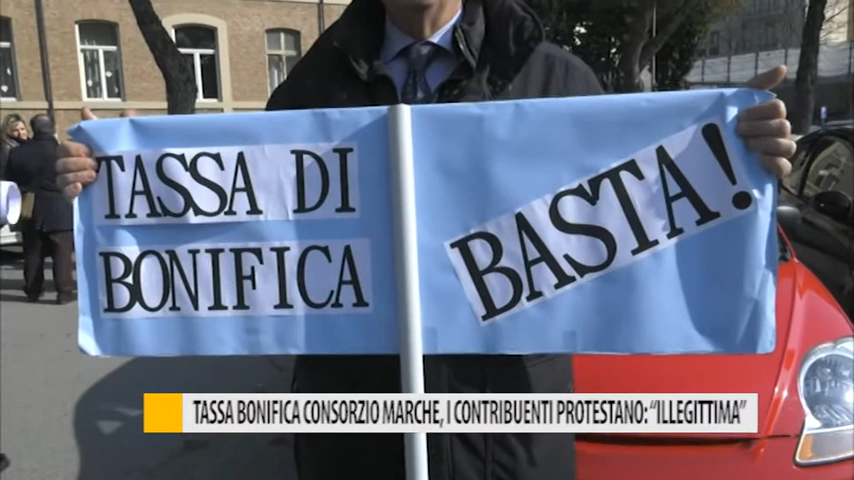 TASSA DI
BONIFICA
BASTA!
TASSA BONIFICA CONSORZIO MARCHE, I CONTRIBUENTI PROTESTANO: “ILLEGITTIMA”